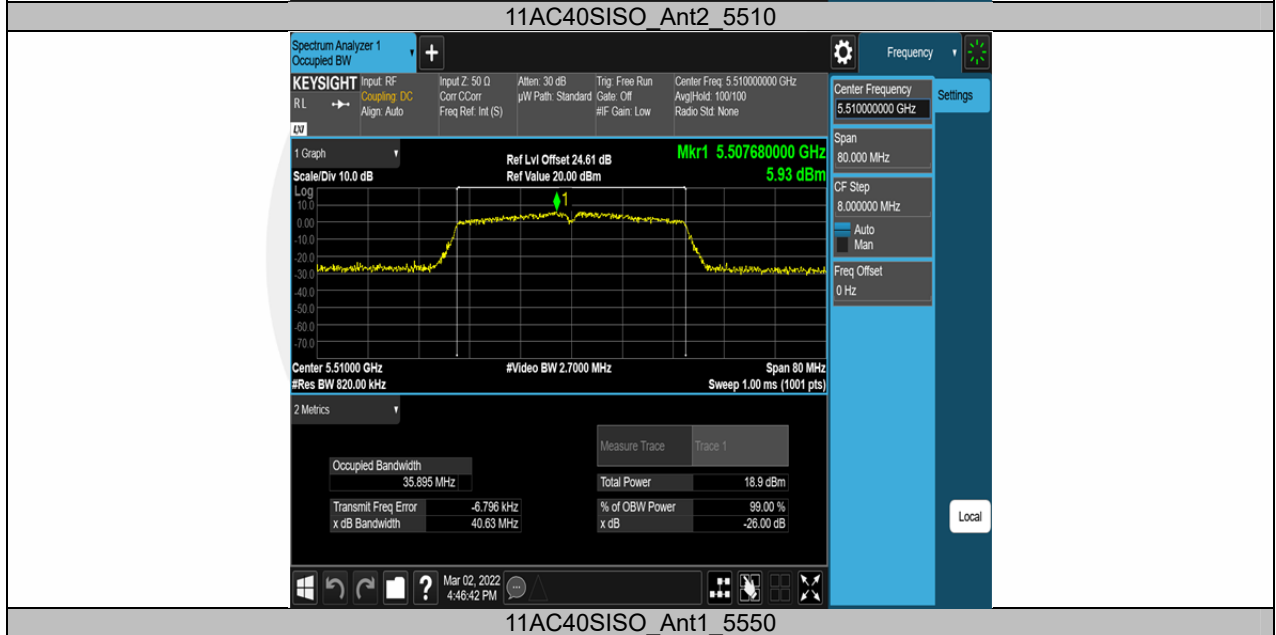 11AC40SISO_Ant2_5510
Spectrum Analyzer 1
Occupied BW
+
Frequency
KEYSIGHT
RL
LXI
Input: RF
Coupling: DC
Align: Auto
Input Z: 50 Ω
Corr CCorr
Freq Ref: Int (S)
Atten: 30 dB
µW Path: Standard
Trig: Free Run
Gate: Off
#IF Gain: Low
Center Freq: 5.510000000 GHz
Avg|Hold: 100/100
Radio Std: None
Center Frequency
5.510000000 GHz
Settings
Span
80.000 MHz
CF Step
8.000000 MHz
Auto
Man
Freq Offset
0 Hz
1 Graph
Scale/Div 10.0 dB
Ref Lvl Offset 24.61 dB
Ref Value 20.00 dBm
Mkr1 5.507680000 GHz
5.93 dBm
Log
10.0
0.00
-10.0
-20.0
-30.0
-40.0
-50.0
-60.0
-70.0
1
Center 5.51000 GHz
#Res BW 820.00 kHz
#Video BW 2.7000 MHz
Span 80 MHz
Sweep 1.00 ms (1001 pts)
2 Metrics
Measure Trace Trace 1
Occupied Bandwidth
35.895 MHz
Total Power 18.9 dBm
Transmit Freq Error -6.796 kHz
% of OBW Power 99.00 %
x dB Bandwidth 40.63 MHz
x dB -26.00 dB
Local
?
Mar 02, 2022
4:46:42 PM
11AC40SISO_Ant1_5550